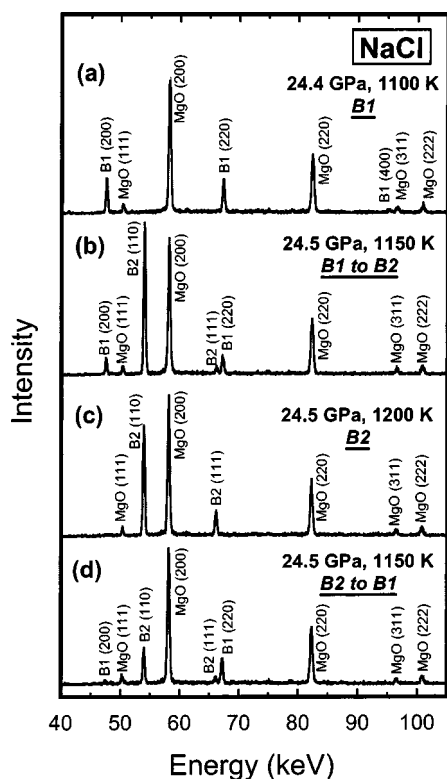 NaCl
(a)
24.4 GPa, 1100 K
B1
B1 (200)
MgO (111)
MgO (200)
B1 (220)
MgO (220)
B1 (400)
MgO (311)
MgO (222)
(b)
24.5 GPa, 1150 K
B1 to B2
B1 (200)
MgO (111)
B2 (110)
MgO (200)
B2 (111)
B1 (220)
MgO (220)
MgO (311)
MgO (222)
(c)
24.5 GPa, 1200 K
B2
MgO (111)
B2 (110)
MgO (200)
B2 (111)
MgO (220)
MgO (311)
MgO (222)
(d)
24.5 GPa, 1150 K
B2 to B1
B1 (200)
MgO (111)
B2 (110)
MgO (200)
B2 (111)
B1 (220)
MgO (220)
MgO (311)
MgO (222)
Intensity
40 50 60 70 80 90 100
Energy (keV)